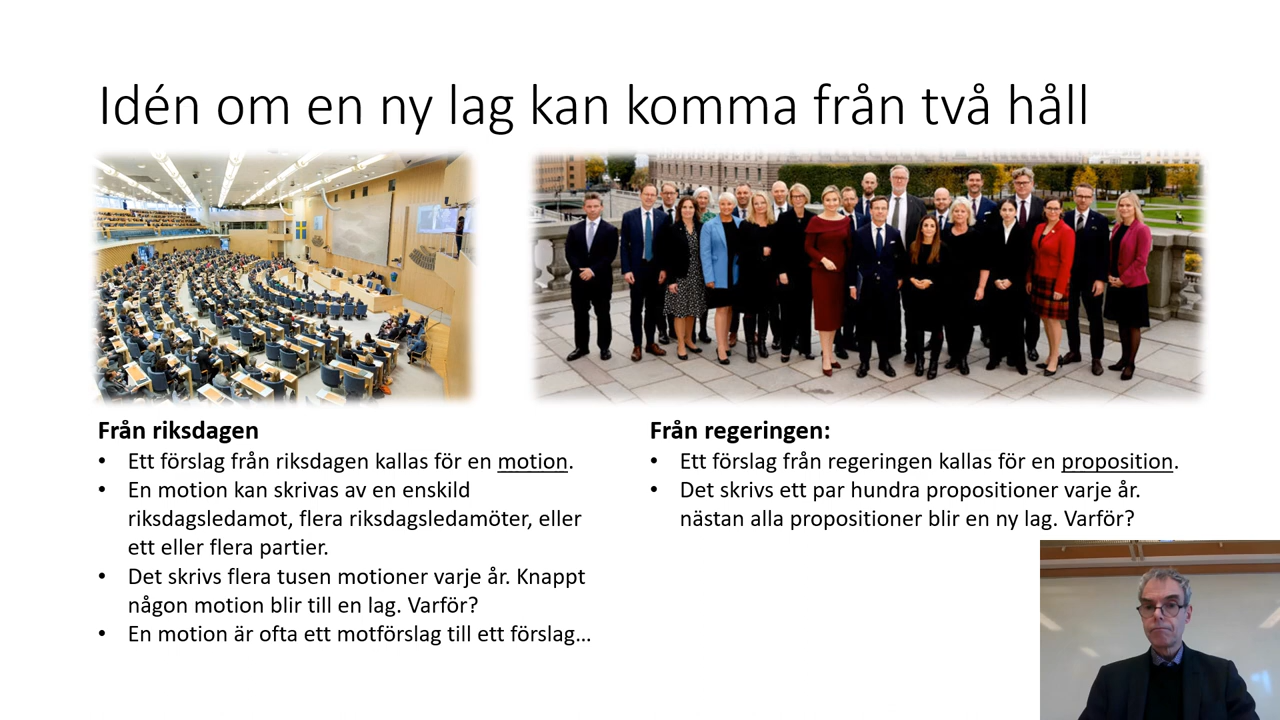 Idén om en ny lag kan komma från två håll
Från riksdagen
• Ett förslag från riksdagen kallas för en motion.
• En motion kan skrivas av en enskild
riksdagsledamot, flera riksdagsledamöter, eller
ett eller flera partier.
• Det skrivs flera tusen motioner varje år. Knappt
någon motion blir till en lag. Varför?
• En motion är ofta ett motförslag till ett förslag...
Från regeringen:
• Ett förslag från regeringen kallas för en proposition.
• Det skrivs ett par hundra propositioner varje år.
nästan alla propositioner blir en ny lag. Varför?